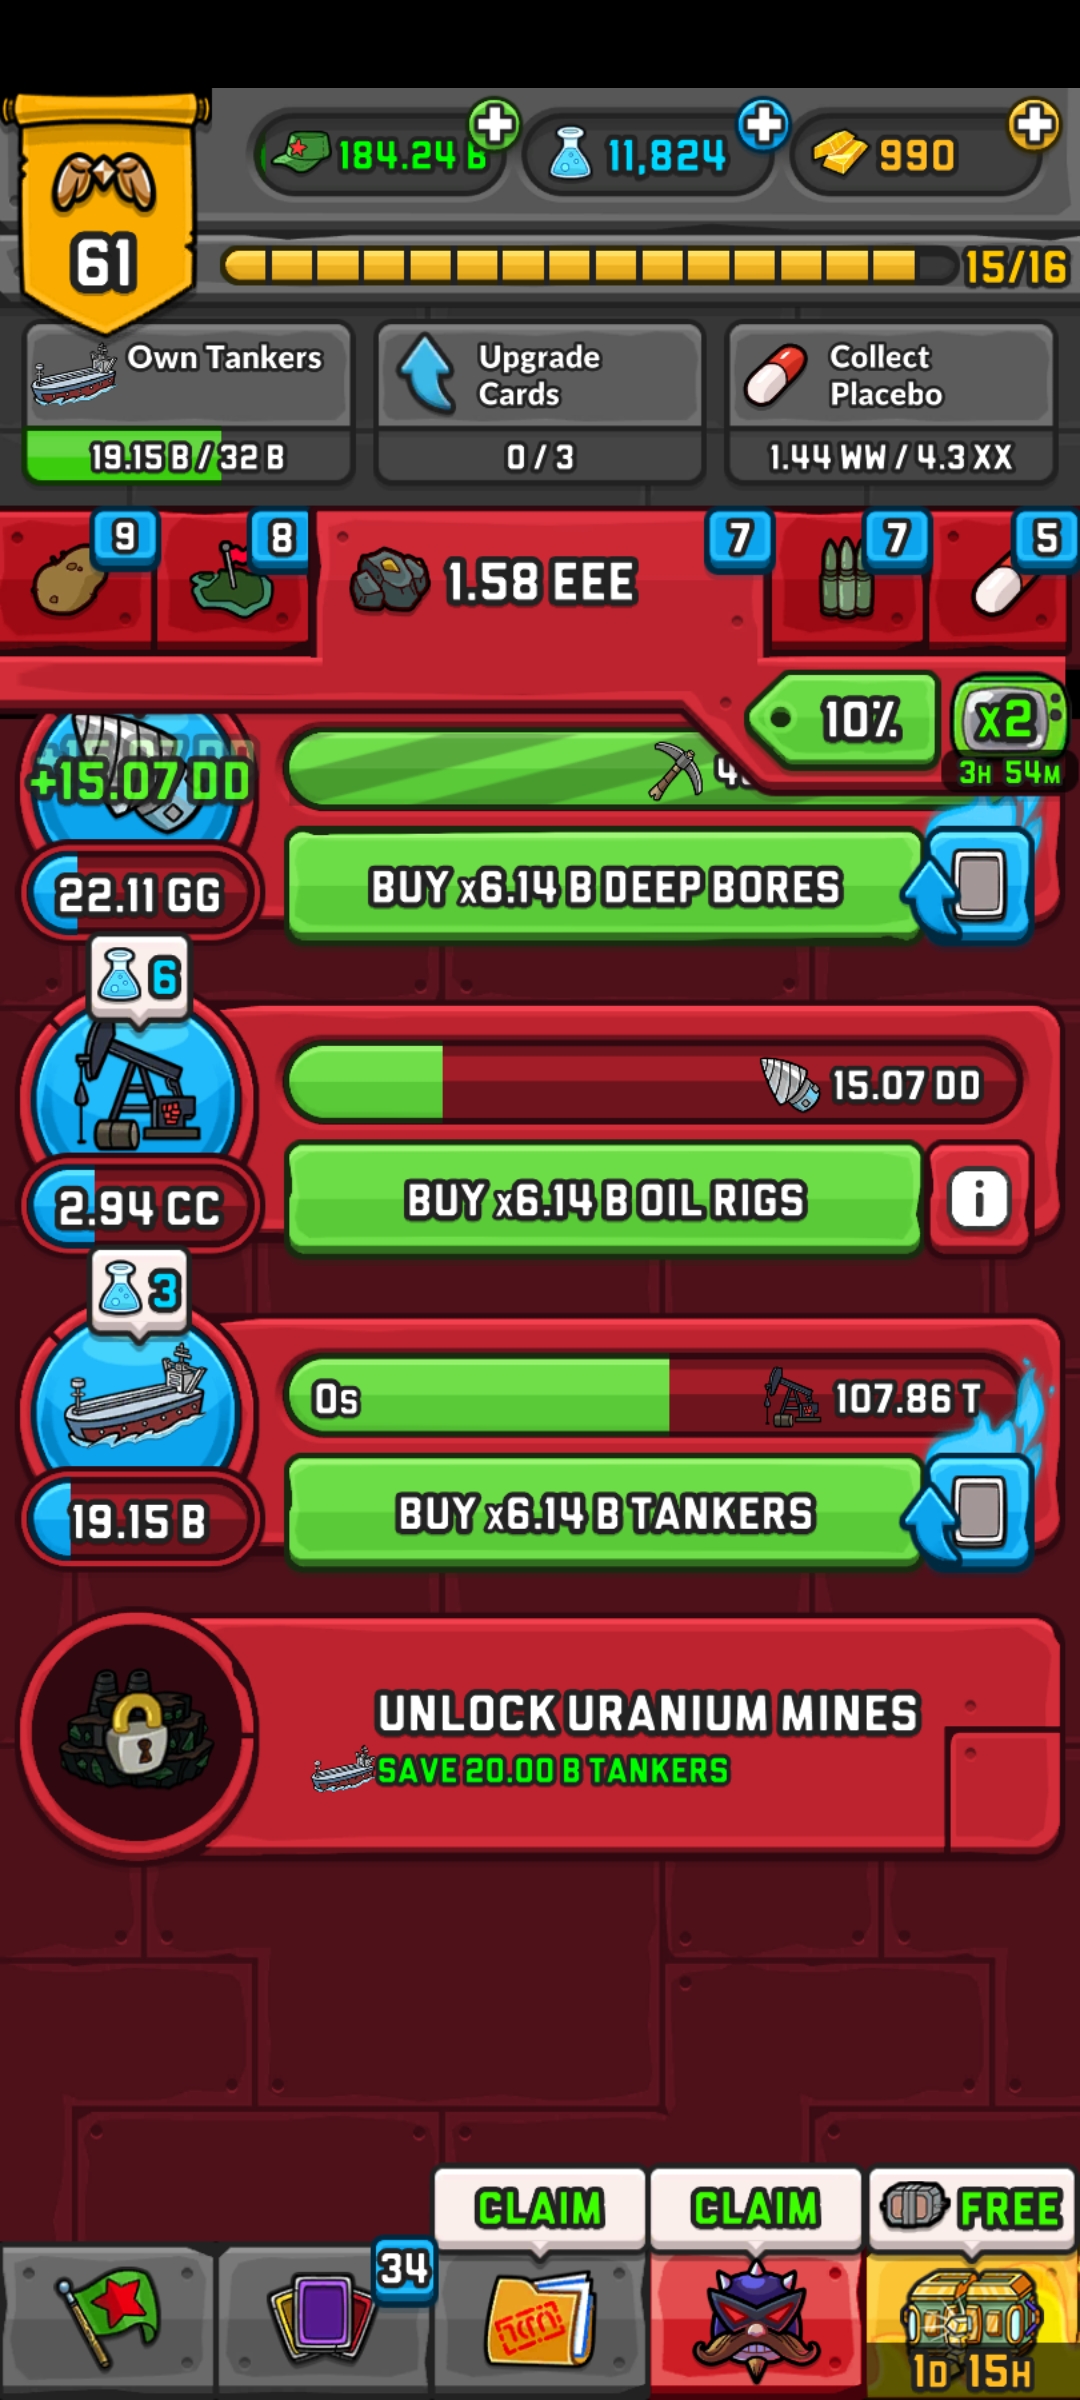 184.24 B
11,824
990
61
15/16
Own Tankers
19.15 B / 32 B
Upgrade
Cards
0 / 3
Collect
Placebo
1.44 WW / 4.3 XX
9
8
1.58 EEE
7
7
5
10%
x2
3H 54M
+15.07 DD
22.11 GG
BUY x6.14 B DEEP BORES
6
15.07 DD
2.94 CC
BUY x6.14 B OIL RIGS
i
3
0s
107.86 T
19.15 B
BUY x6.14 B TANKERS
UNLOCK URANIUM MINES
SAVE 20.00 B TANKERS
CLAIM
CLAIM
FREE
34
1D 15H